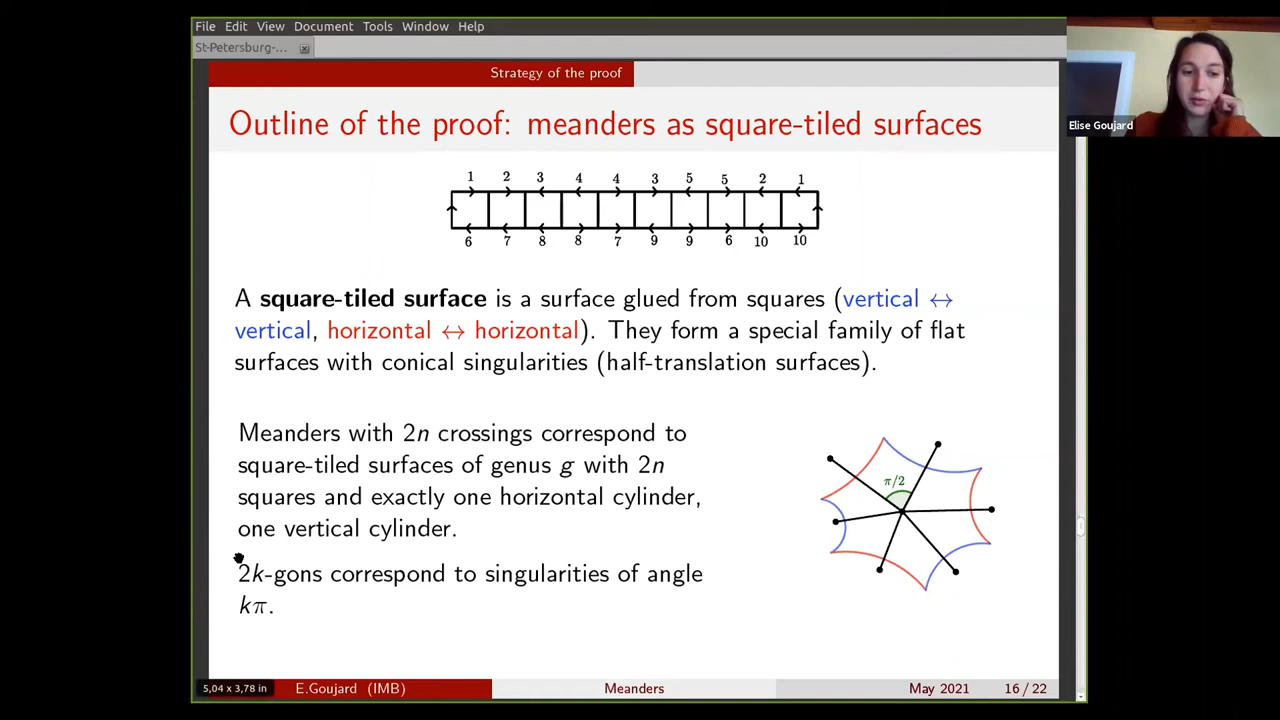 File Edit View Document Tools Window Help
St-Petersburg-...
Strategy of the proof
Outline of the proof: meanders as square-tiled surfaces
1 2 3 4 4 3 5 5 2 1
6 7 8 8 7 9 9 6 10 10
A square-tiled surface is a surface glued from squares (vertical ↔
vertical, horizontal ↔ horizontal). They form a special family of flat
surfaces with conical singularities (half-translation surfaces).
Meanders with 2n crossings correspond to
square-tiled surfaces of genus g with 2n
squares and exactly one horizontal cylinder,
one vertical cylinder.
2k-gons correspond to singularities of angle
kπ.
π/2
5,04 x 3,78 in
E.Goujard (IMB) Meanders May 2021 16 / 22
Elise Goujard